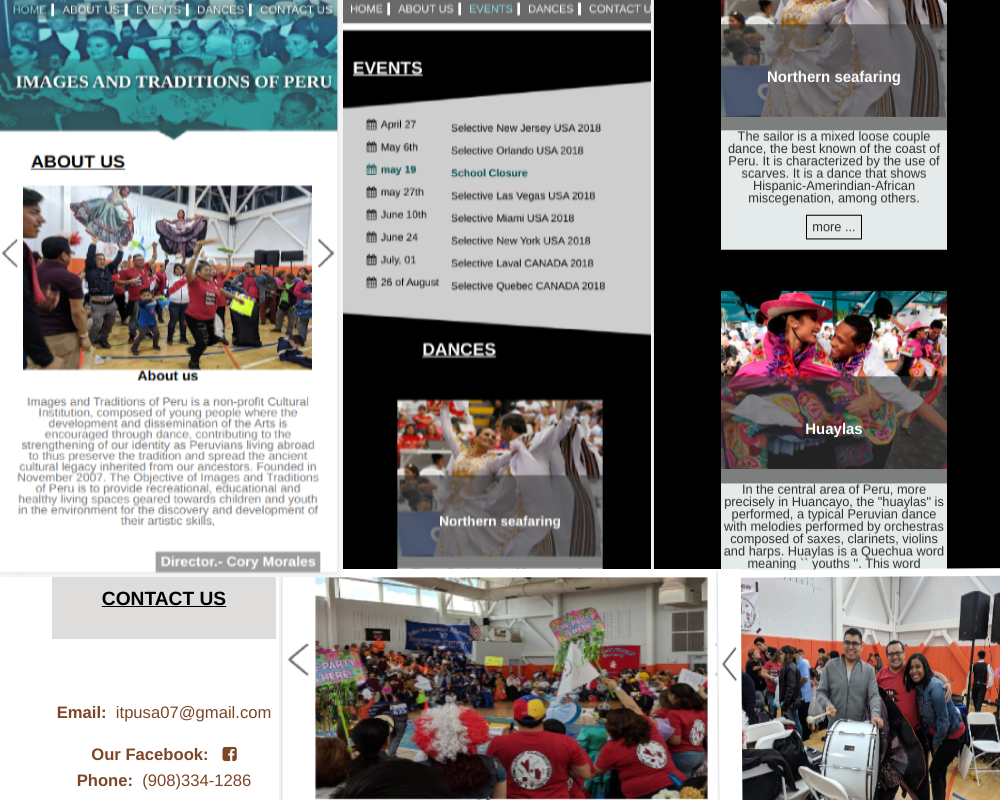 HOME ABOUT US EVENTS DANCES CONTACT US
IMAGES AND TRADITIONS OF PERU
ABOUT US
About us
Images and Traditions of Peru is a non-profit Cultural
Institution, composed of young people where the
development and dissemination of the Arts is
encouraged through dance, contributing to the
strengthening of our identity as Peruvians living abroad
to thus preserve the tradition and spread the ancient
cultural legacy inherited from our ancestors. Founded in
November 2007. The Objective of Images and Traditions
of Peru is to provide recreational, educational and
healthy living spaces geared towards children and youth
in the environment for the discovery and development of
their artistic skills,
Director.- Cory Morales
HOME ABOUT US EVENTS DANCES CONTACT U
EVENTS
April 27 Selective New Jersey USA 2018
May 6th Selective Orlando USA 2018
may 19 School Closure
may 27th Selective Las Vegas USA 2018
June 10th Selective Miami USA 2018
June 24 Selective New York USA 2018
July, 01 Selective Laval CANADA 2018
26 of August Selective Quebec CANADA 2018
DANCES
Northern seafaring
Northern seafaring
The sailor is a mixed loose couple
dance, the best known of the coast of
Peru. It is characterized by the use of
scarves. It is a dance that shows
Hispanic-Amerindian-African
miscegenation, among others.
more ...
Huaylas
In the central area of Peru, more
precisely in Huancayo, the "huaylas" is
performed, a typical Peruvian dance
with melodies performed by orchestras
composed of saxes, clarinets, violins
and harps. Huaylas is a Quechua word
meaning `` youths ''. This word
CONTACT US
Email: itpusa07@gmail.com
Our Facebook:
Phone: (908)334-1286
PARTY
HERE!